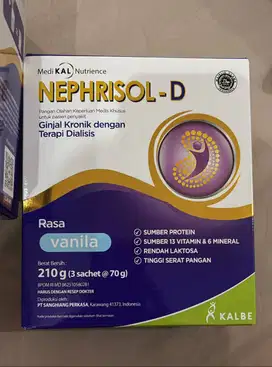 Medi KAL Nutrience
NEPHRISOL - D
Pangan Olahan Keperluan Medis Khusus
untuk pasien penyakit
Ginjal Kronik dengan
Terapi Dialisis
Rasa
vanila
SUMBER PROTEIN
SUMBER 13 VITAMIN & 6 MINERAL
RENDAH LAKTOSA
TINGGI SERAT PANGAN
Berat Bersih :
210 g (3 sachet @ 70 g)
HARUS DENGAN RESEP DOKTER
Diproduksi oleh :
PT SANGHIANG PERKASA, Karawang 41373, Indonesia
KALBE